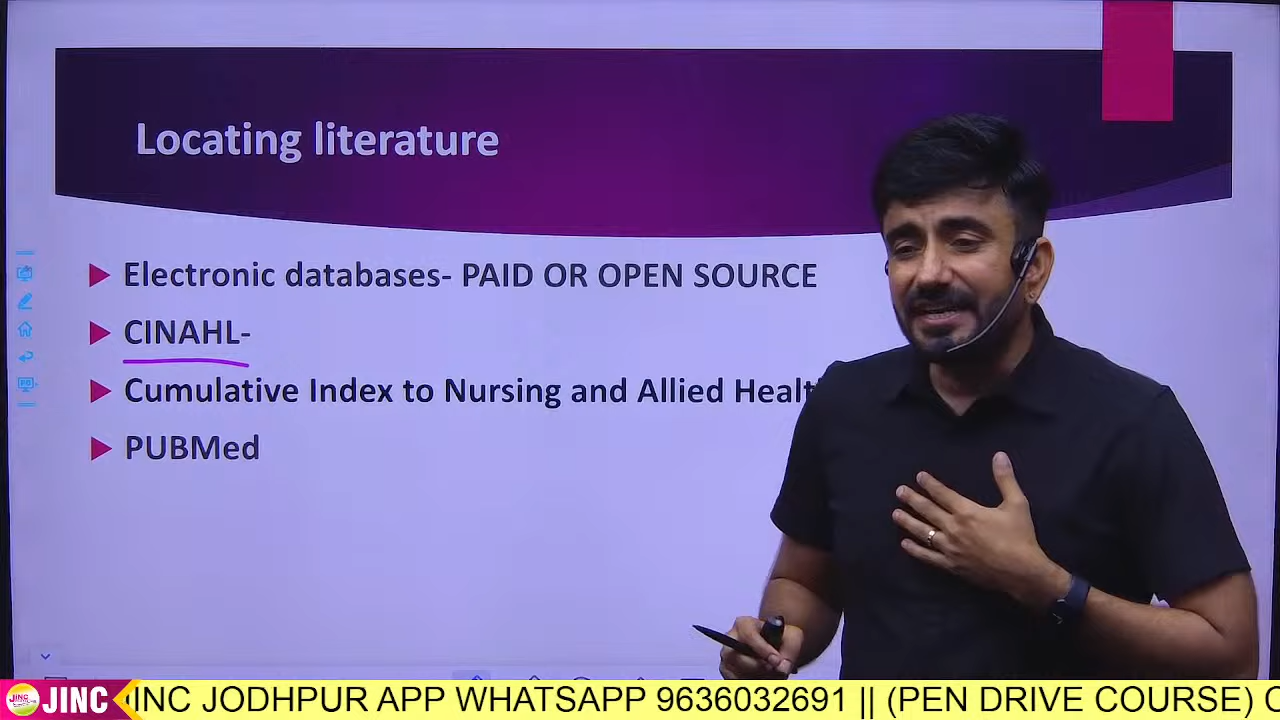 Locating literature
Electronic databases- PAID OR OPEN SOURCE
CINAHL-
Cumulative Index to Nursing and Allied Healt
PUBMed
JINC
JINC JODHPUR APP WHATSAPP 9636032691 || (PEN DRIVE COURSE)